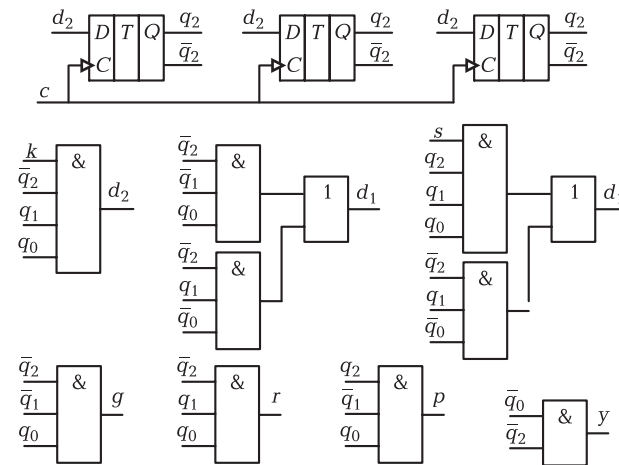 d₂ D T Q q₂ d₂ D T Q q₂ d₂ D T Q q₂
C q̅₂ C q̅₂ C q̅₂
c
k & d₂
q̅₂
q₁
q₀
q̅₂ &
q̅₁
q₀
1 d₁
q̅₂ &
q₁
q̅₀
s &
q₂
q₁
q₀
1
q̅₂ &
q₁
q̅₀
q̅₂ & g
q̅₁
q₀
q̅₂ & r
q₁
q₀
q₂ & p
q̅₁
q₀
q̅₀ & y
q̅₂